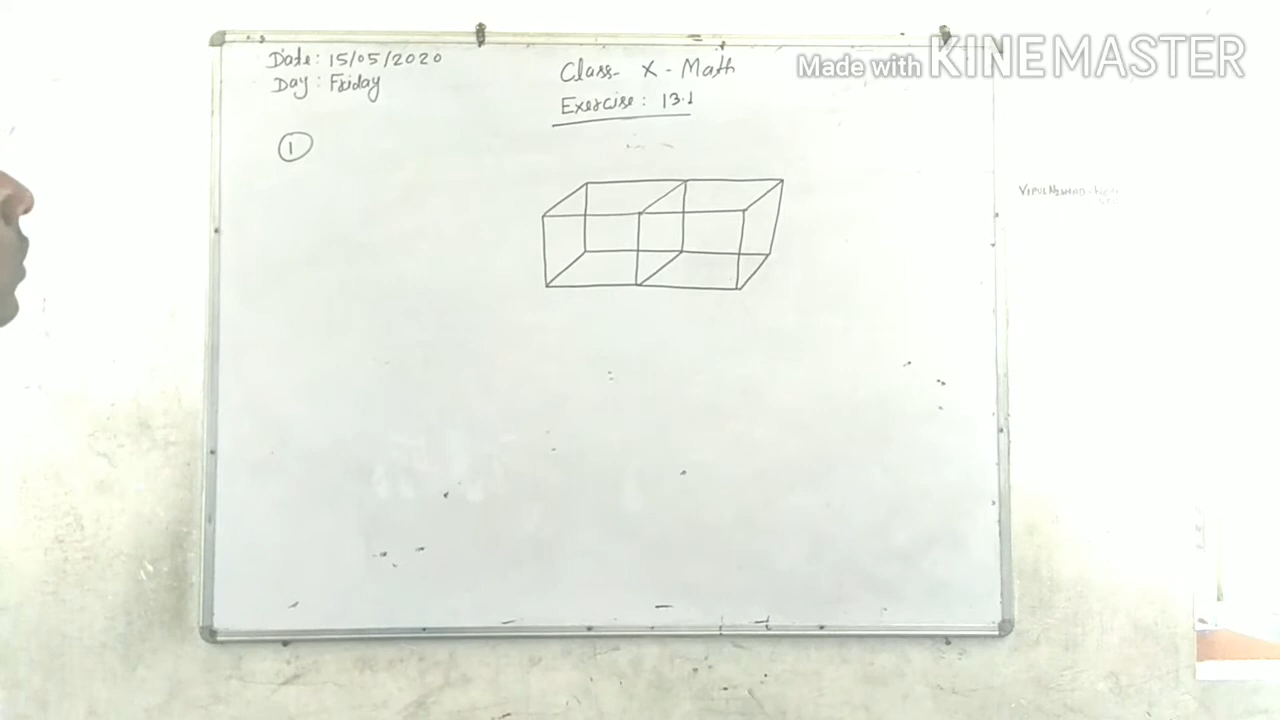 Date: 15/05/2020
Day: Friday
Class- X - Math
Exercise: 13.1
Made with KINEMASTER
1